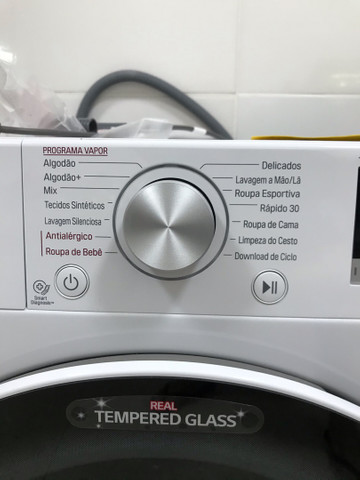 PROGRAMA VAPOR
Algodão
Algodão+
Mix
Tecidos Sintéticos
Lavagem Silenciosa
Antialérgico
Roupa de Bebê
Delicados
Lavagem a Mão/Lã
Roupa Esportiva
Rápido 30
Roupa de Cama
Limpeza do Cesto
Download de Ciclo
Smart
Diagnosis
REAL
TEMPERED GLASS